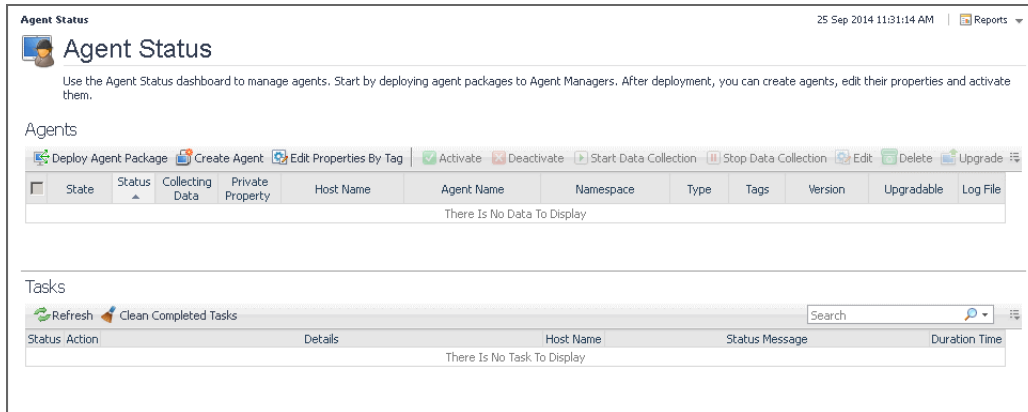 Agent Status
25 Sep 2014 11:31:14 AM Reports
Agent Status
Use the Agent Status dashboard to manage agents. Start by deploying agent packages to Agent Managers. After deployment, you can create agents, edit their properties and activate
them.
Agents
Deploy Agent Package Create Agent Edit Properties By Tag Activate Deactivate Start Data Collection Stop Data Collection Edit Delete Upgrade
State Status Collecting Data Private Property Host Name Agent Name Namespace Type Tags Version Upgradable Log File
There Is No Data To Display
Tasks
Refresh Clean Completed Tasks Search
Status Action Details Host Name Status Message Duration Time
There Is No Task To Display